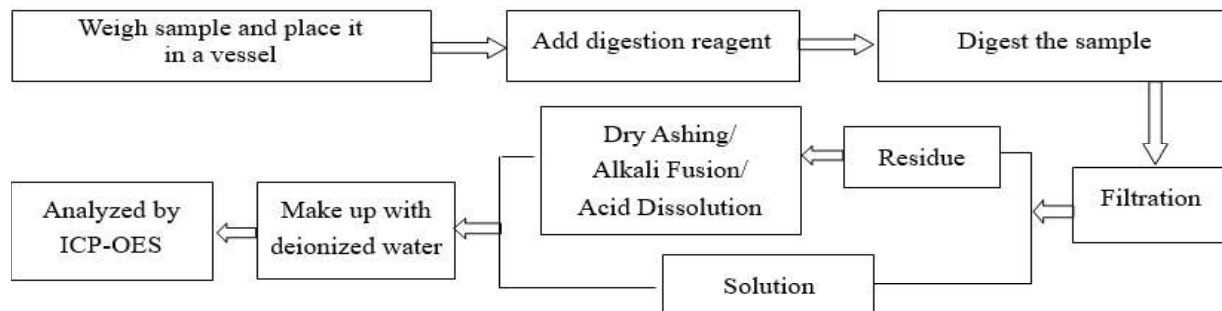 Weigh sample and place it
in a vessel
Add digestion reagent
Digest the sample
Filtration
Residue
Dry Ashing/
Alkali Fusion/
Acid Dissolution
Solution
Make up with
deionized water
Analyzed by
ICP-OES